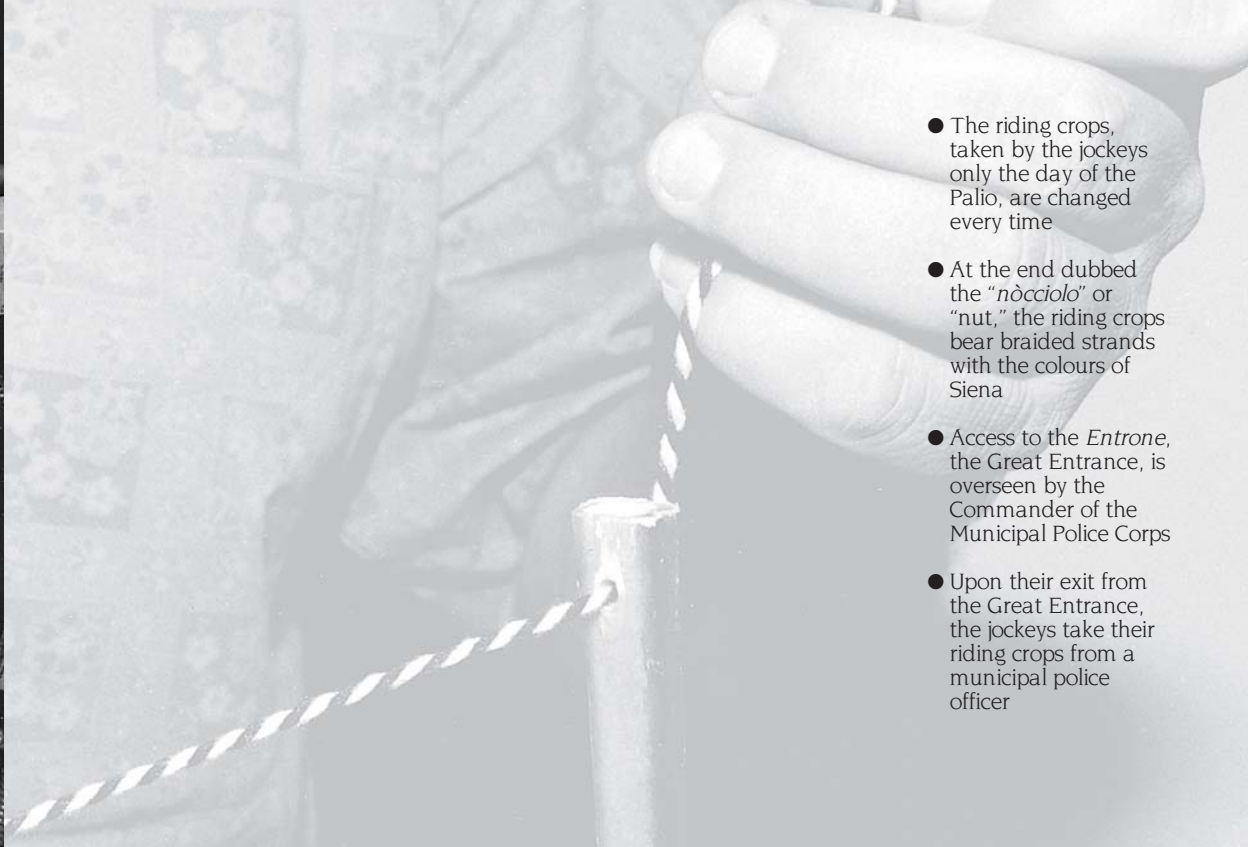 ● The riding crops,
taken by the jockeys
only the day of the
Palio, are changed
every time
● At the end dubbed
the “nòcciolo” or
“nut,” the riding crops
bear braided strands
with the colours of
Siena
● Access to the Entrone,
the Great Entrance, is
overseen by the
Commander of the
Municipal Police Corps
● Upon their exit from
the Great Entrance,
the jockeys take their
riding crops from a
municipal police
officer